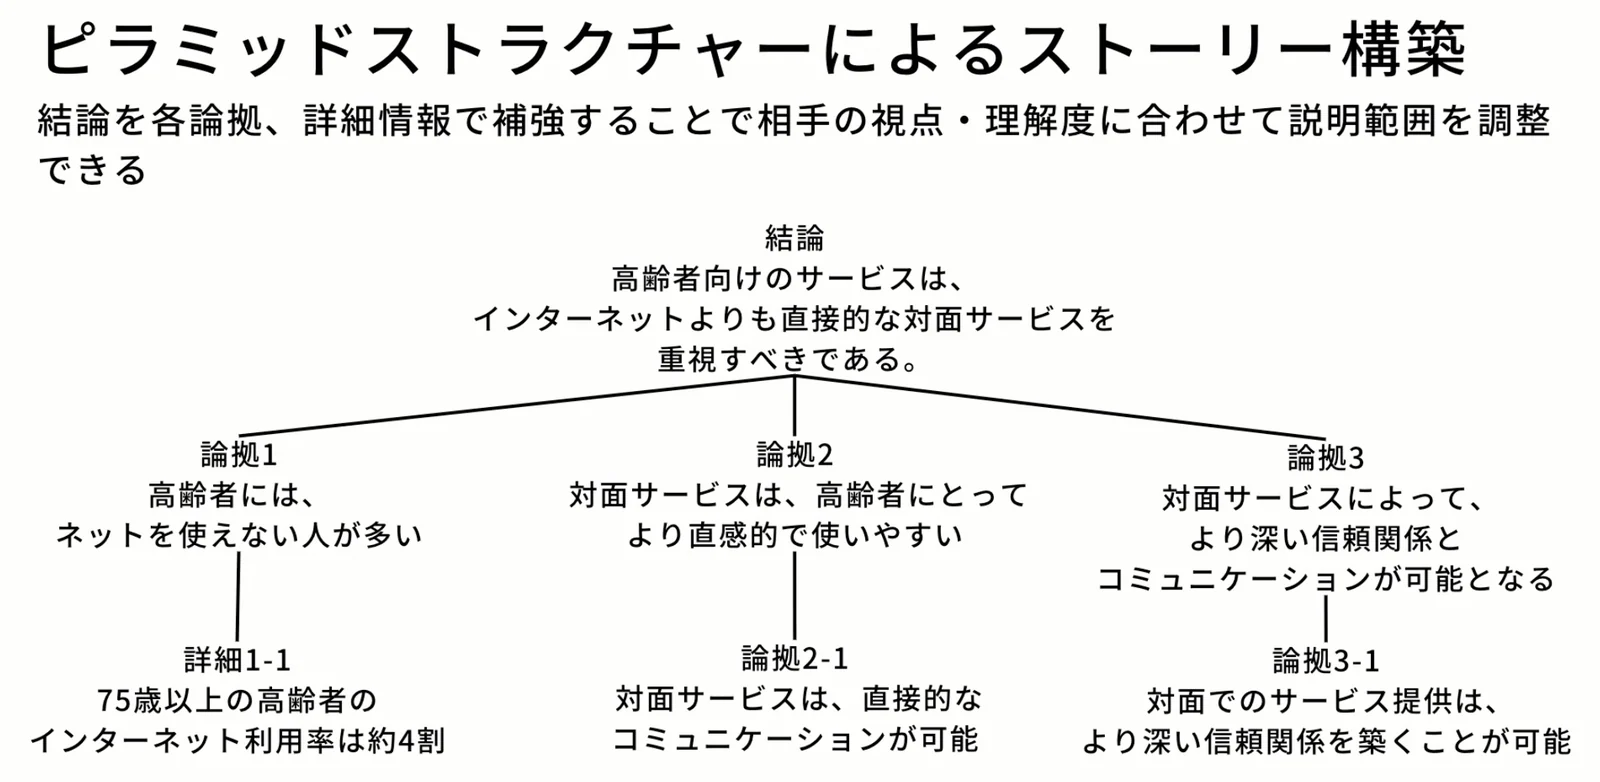 ピラミッドストラクチャーによるストーリー構築
結論を各論拠、詳細情報で補強することで相手の視点・理解度に合わせて説明範囲を調整
できる
結論
高齢者向けのサービスは、
インターネットよりも直接的な対面サービスを
重視すべきである。
論拠1
高齢者には、
ネットを使えない人が多い
論拠2
対面サービスは、高齢者にとって
より直感的で使いやすい
論拠3
対面サービスによって、
より深い信頼関係と
コミュニケーションが可能となる
詳細1-1
75歳以上の高齢者の
インターネット利用率は約4割
論拠2-1
対面サービスは、直接的な
コミュニケーションが可能
論拠3-1
対面でのサービス提供は、
より深い信頼関係を築くことが可能